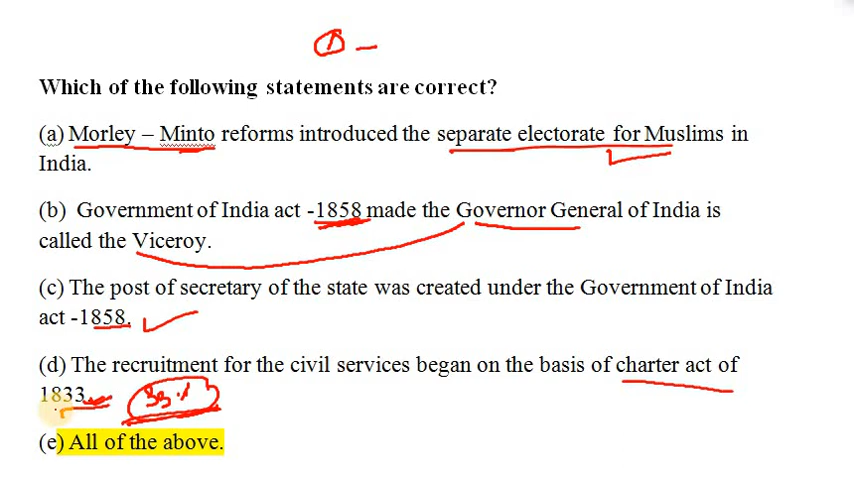 Which of the following statements are correct?
(a) Morley – Minto reforms introduced the separate electorate for Muslims in
India.
(b) Government of India act -1858 made the Governor General of India is
called the Viceroy.
(c) The post of secretary of the state was created under the Government of India
act -1858.
(d) The recruitment for the civil services began on the basis of charter act of
1833
(e) All of the above.